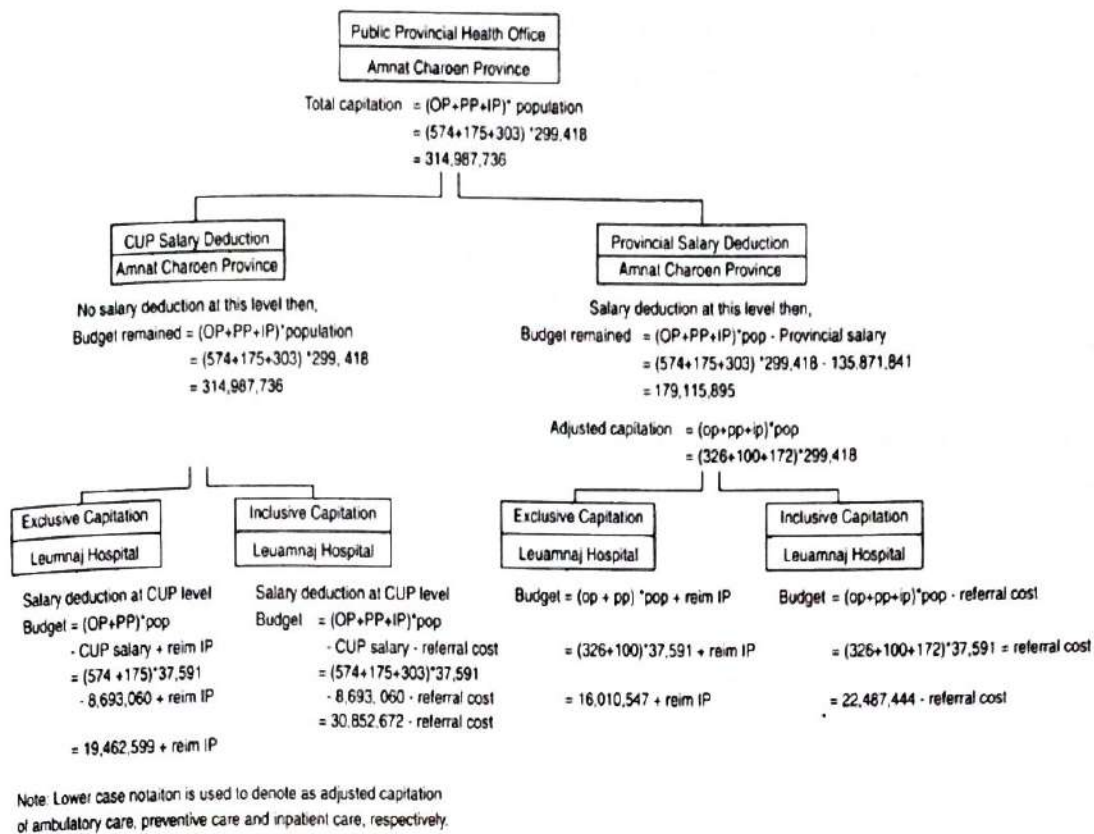 Public Provincial Health Office
Amnat Charoen Province
Total capitation = (OP+PP+IP)* population
= (574+175+303) *299,418
= 314,987,736
CUP Salary Deduction
Amnat Charoen Province
No salary deduction at this level then,
Budget remained = (OP+PP+IP)*population
= (574+175+303) *299, 418
= 314,987,736
Provincial Salary Deduction
Amnat Charoen Province
Salary deduction at this level then,
Budget remained = (OP+PP+IP)*pop - Provincial salary
= (574+175+303) *299,418 - 135,871,841
= 179,115,895
Adjusted capitation = (op+pp+ip)*pop
= (326+100+172)*299,418
Exclusive Capitation
Leumnaj Hospital
Salary deduction at CUP level
Budget = (OP+PP)*pop
- CUP salary + reim IP
= (574 +175)*37,591
- 8,693,060 + reim IP
= 19,462,599 + reim IP
Inclusive Capitation
Leuamnaj Hospital
Salary deduction at CUP level
Budget = (OP+PP+IP)*pop
- CUP salary - referral cost
= (574+175+303)*37,591
- 8,693, 060 - referral cost
= 30,852,672 - referral cost
Exclusive Capitation
Leuamnaj Hospital
Budget = (op + pp) *pop + reim IP
= (326+100)*37,591 + reim IP
= 16,010,547 + reim IP
Inclusive Capitation
Leuamnaj Hospital
Budget = (op+pp+ip)*pop - referral cost
= (326+100+172)*37,591 = referral cost
= 22,487,444 - referral cost
Note: Lower case notaiton is used to denote as adjusted capitation
of ambulatory care, preventive care and inpatient care, respectively.